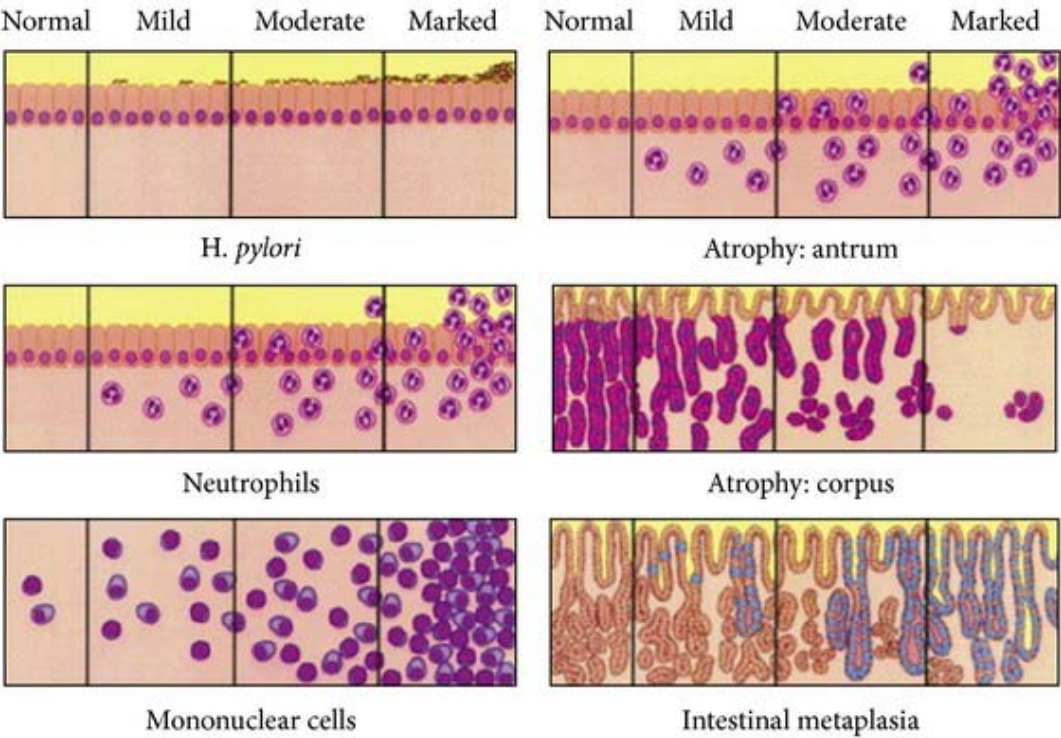 Normal Mild Moderate Marked
Normal Mild Moderate Marked
H. pylori
Atrophy: antrum
Neutrophils
Atrophy: corpus
Mononuclear cells
Intestinal metaplasia